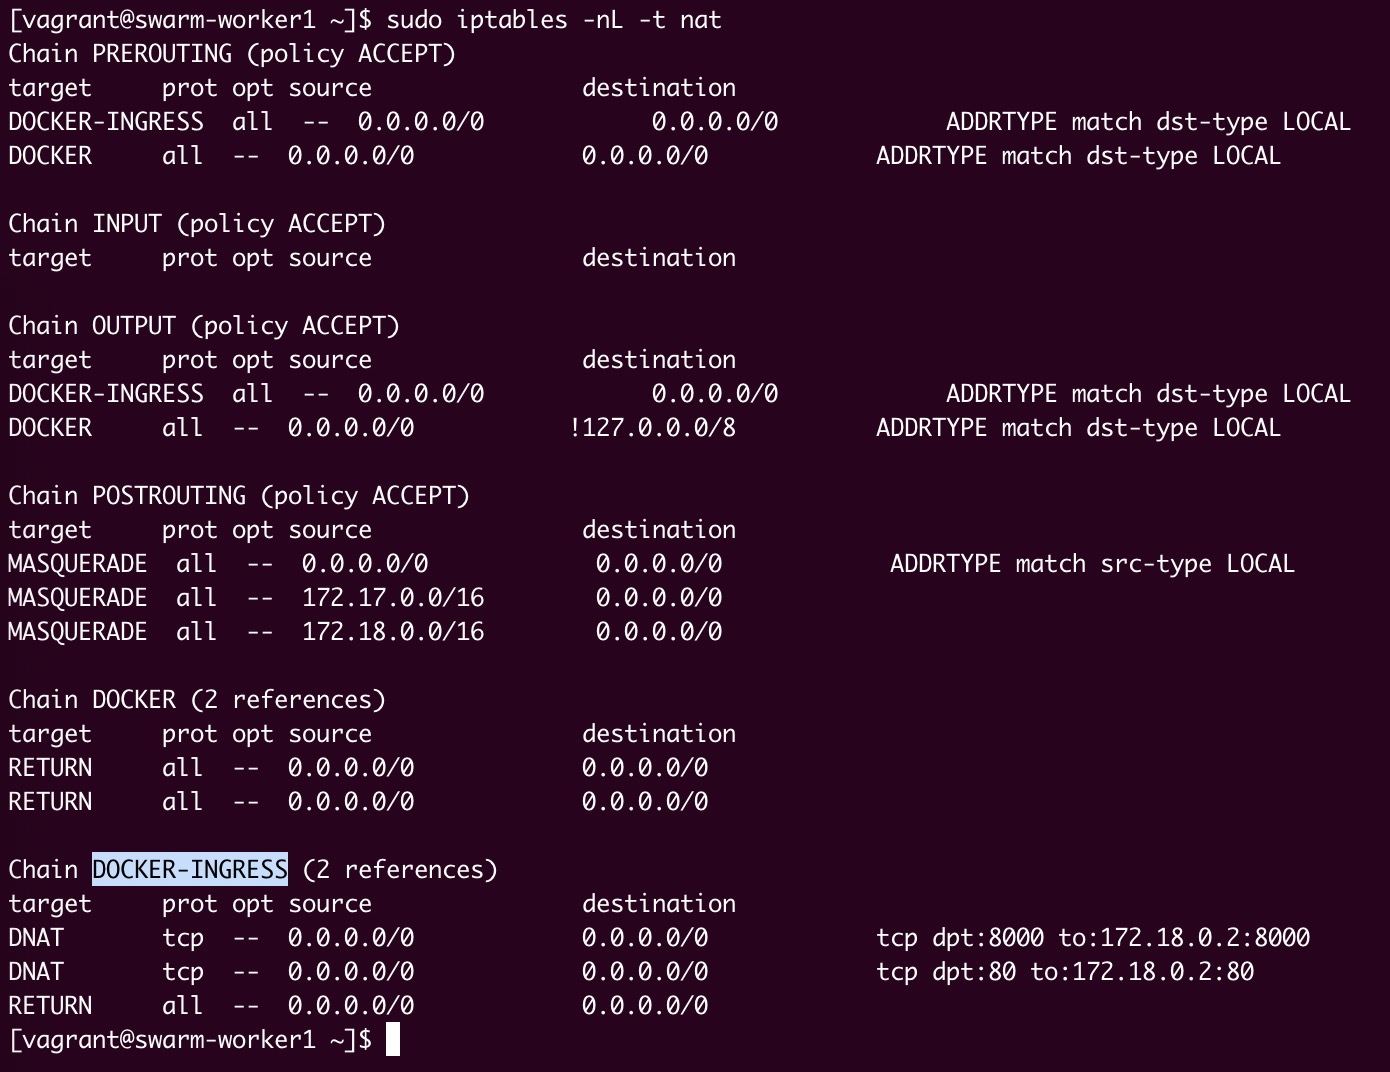 [vagrant@swarm-worker1 ~]$ sudo iptables -nL -t nat
Chain PREROUTING (policy ACCEPT)
target     prot opt source               destination
DOCKER-INGRESS  all  --  0.0.0.0/0            0.0.0.0/0            ADDRTYPE match dst-type LOCAL
DOCKER     all  --  0.0.0.0/0            0.0.0.0/0            ADDRTYPE match dst-type LOCAL

Chain INPUT (policy ACCEPT)
target     prot opt source               destination

Chain OUTPUT (policy ACCEPT)
target     prot opt source               destination
DOCKER-INGRESS  all  --  0.0.0.0/0            0.0.0.0/0            ADDRTYPE match dst-type LOCAL
DOCKER     all  --  0.0.0.0/0           !127.0.0.0/8          ADDRTYPE match dst-type LOCAL

Chain POSTROUTING (policy ACCEPT)
target     prot opt source               destination
MASQUERADE  all  --  0.0.0.0/0            0.0.0.0/0            ADDRTYPE match src-type LOCAL
MASQUERADE  all  --  172.17.0.0/16        0.0.0.0/0
MASQUERADE  all  --  172.18.0.0/16        0.0.0.0/0

Chain DOCKER (2 references)
target     prot opt source               destination
RETURN     all  --  0.0.0.0/0            0.0.0.0/0
RETURN     all  --  0.0.0.0/0            0.0.0.0/0

Chain DOCKER-INGRESS (2 references)
target     prot opt source               destination
DNAT       tcp  --  0.0.0.0/0            0.0.0.0/0            tcp dpt:8000 to:172.18.0.2:8000
DNAT       tcp  --  0.0.0.0/0            0.0.0.0/0            tcp dpt:80 to:172.18.0.2:80
RETURN     all  --  0.0.0.0/0            0.0.0.0/0
[vagrant@swarm-worker1 ~]$